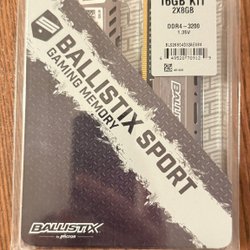 16GB KIT
2X8GB
DDR4-3200
1.35V
BALLISTIX SPORT
GAMING MEMORY
BALLISTIX
by micron